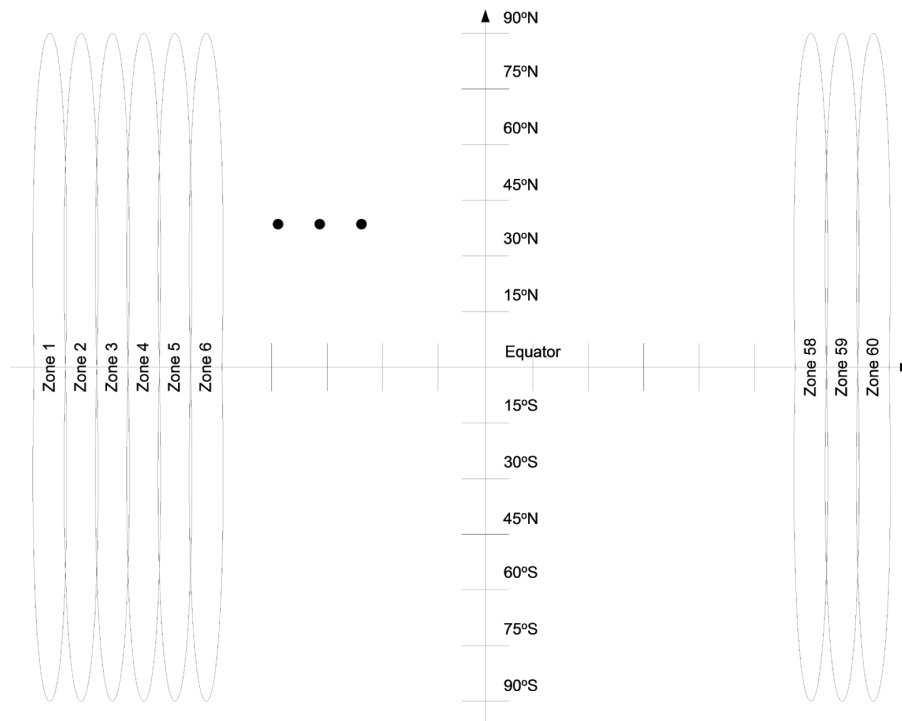 90ºN
75ºN
60ºN
45ºN
30ºN
15ºN
Equator
15ºS
30ºS
45ºN
60ºS
75ºS
90ºS
Zone 1
Zone 2
Zone 3
Zone 4
Zone 5
Zone 6
Zone 58
Zone 59
Zone 60